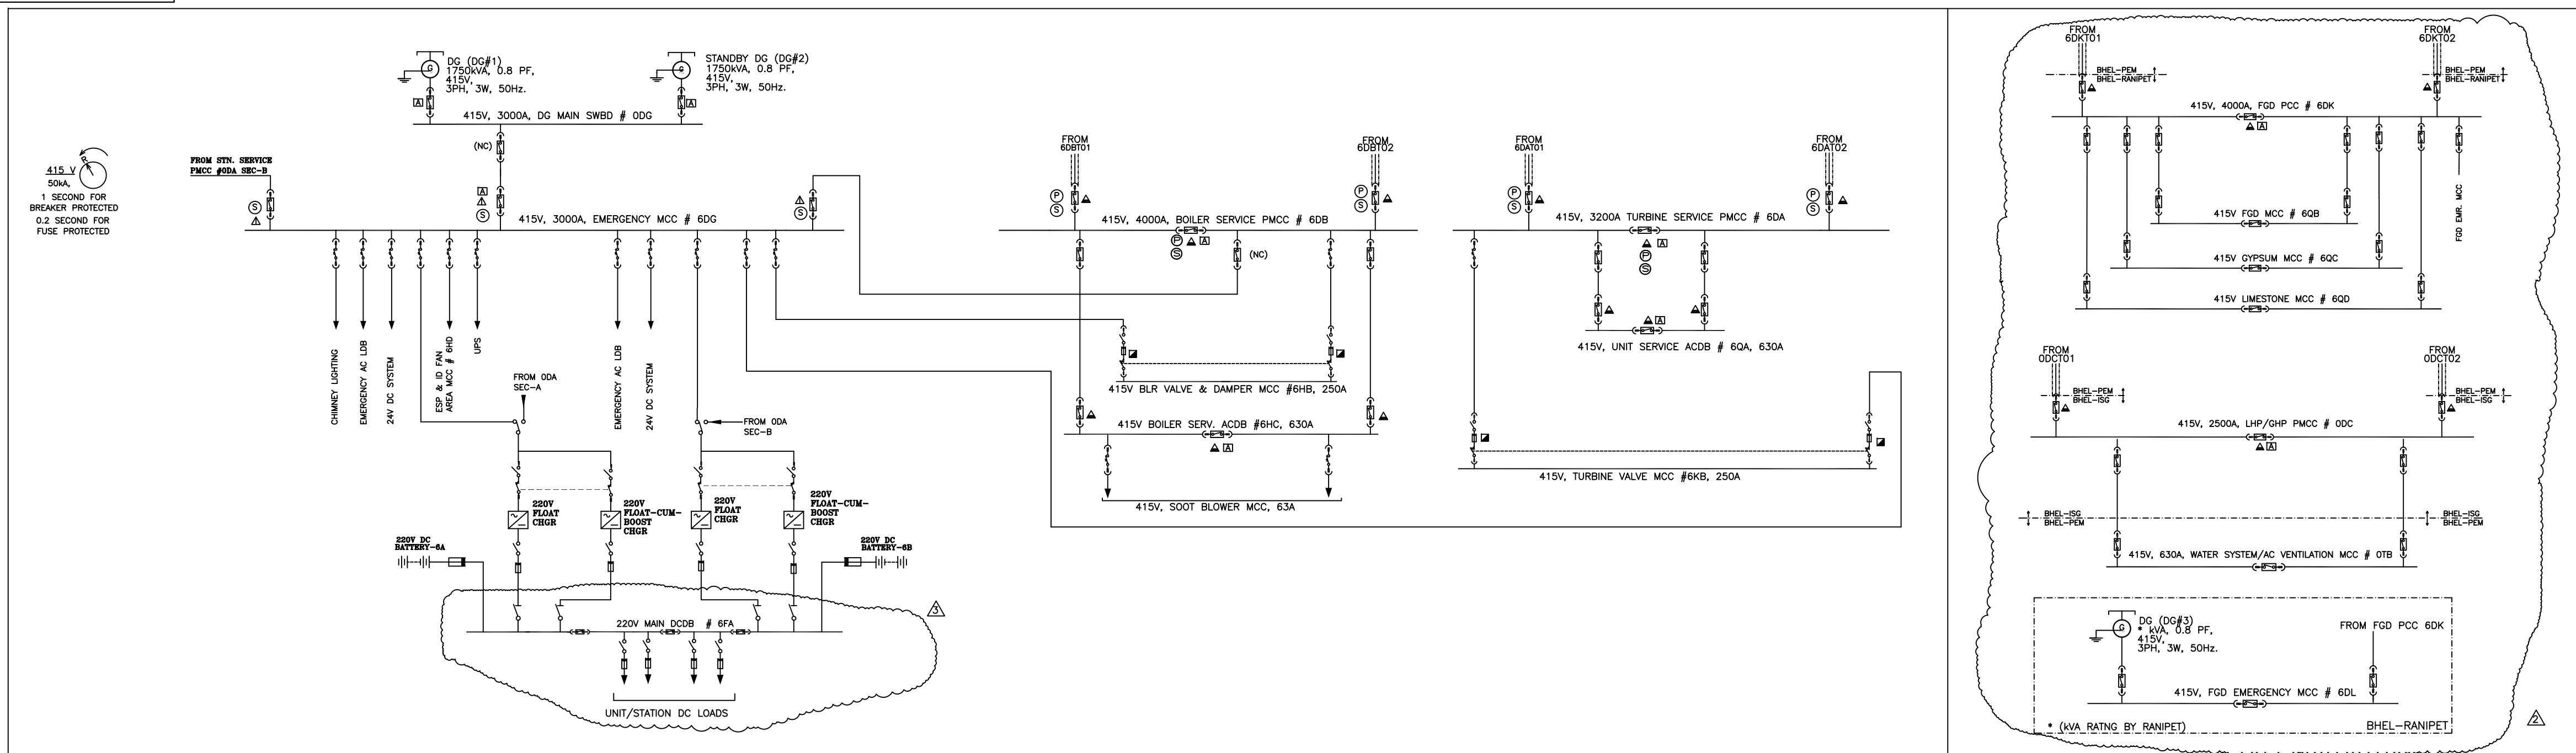 DG (DG#1)
1750kVA, 0.8 PF,
415V,
3PH, 3W, 50Hz.
STANDBY DG (DG#2)
1750kVA, 0.8 PF,
415V,
3PH, 3W, 50Hz.
G
G
A
A
415V, 3000A, DG MAIN SWBD # 0DG
(NC)
R
415 V
50kA,
1 SECOND FOR
BREAKER PROTECTED
0.2 SECOND FOR
FUSE PROTECTED
FROM STN. SERVICE
PMCC #0DA SEC-B
S
A
S
S
415V, 3000A, EMERGENCY MCC # 6DG
CHIMNEY LIGHTING
EMERGENCY AC LDB
24V DC SYSTEM
ESP & ID FAN
AREA MCC # 6HD
UPS
EMERGENCY AC LDB
24V DC SYSTEM
FROM 0DA
SEC-A
FROM 0DA
SEC-B
220V
FLOAT
CHGR
220V
FLOAT-CUM-
BOOST
CHGR
220V
FLOAT
CHGR
220V
FLOAT-CUM-
BOOST
CHGR
220V DC
BATTERY-6A
220V DC
BATTERY-6B
220V MAIN DCDB # 6FA
UNIT/STATION DC LOADS
3
FROM
6DBT01
FROM
6DBT02
P
S
P
S
415V, 4000A, BOILER SERVICE PMCC # 6DB
P
A
S
(NC)
415V BLR VALVE & DAMPER MCC #6HB, 250A
415V BOILER SERV. ACDB #6HC, 630A
A
415V, SOOT BLOWER MCC, 63A
FROM
6DAT01
FROM
6DAT02
P
S
P
S
415V, 3200A TURBINE SERVICE PMCC # 6DA
A
P
S
A
415V, UNIT SERVICE ACDB # 6QA, 630A
415V, TURBINE VALVE MCC #6KB, 250A
FROM
6DKT01
FROM
6DKT02
BHEL-PEM
BHEL-RANIPET
BHEL-PEM
BHEL-RANIPET
415V, 4000A, FGD PCC # 6DK
A
FGD EMR. MCC
415V FGD MCC # 6QB
415V GYPSUM MCC # 6QC
415V LIMESTONE MCC # 6QD
FROM
0DCT01
FROM
0DCT02
BHEL-PEM
BHEL-ISG
BHEL-PEM
BHEL-ISG
415V, 2500A, LHP/GHP PMCC # 0DC
A
BHEL-ISG
BHEL-PEM
BHEL-ISG
BHEL-PEM
415V, 630A, WATER SYSTEM/AC VENTILATION MCC # 0TB
G
DG (DG#3)
* kVA, 0.8 PF,
415V,
3PH, 3W, 50Hz.
FROM FGD PCC 6DK
415V, FGD EMERGENCY MCC # 6DL
* (kVA RATNG BY RANIPET)
BHEL-RANIPET
2